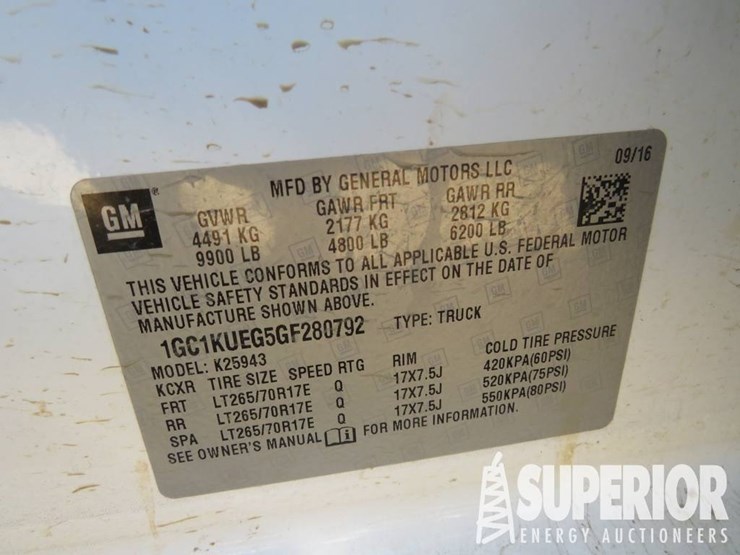 09/16
GM
MFD BY GENERAL MOTORS LLC
GVWR GAWR FRT GAWR RR
4491 KG 2177 KG 2812 KG
9900 LB 4800 LB 6200 LB
THIS VEHICLE CONFORMS TO ALL APPLICABLE U.S. FEDERAL MOTOR
VEHICLE SAFETY STANDARDS IN EFFECT ON THE DATE OF
MANUFACTURE SHOWN ABOVE.
1GC1KUEG5GF280792 TYPE: TRUCK
MODEL: K25943
KCXR TIRE SIZE SPEED RTG RIM COLD TIRE PRESSURE
FRT LT265/70R17E Q 17X7.5J 420KPA(60PSI)
RR LT265/70R17E Q 17X7.5J 520KPA(75PSI)
SPA LT265/70R17E Q 17X7.5J 550KPA(80PSI)
SEE OWNER'S MANUAL FOR MORE INFORMATION.
SUPERIOR
ENERGY AUCTIONEERS